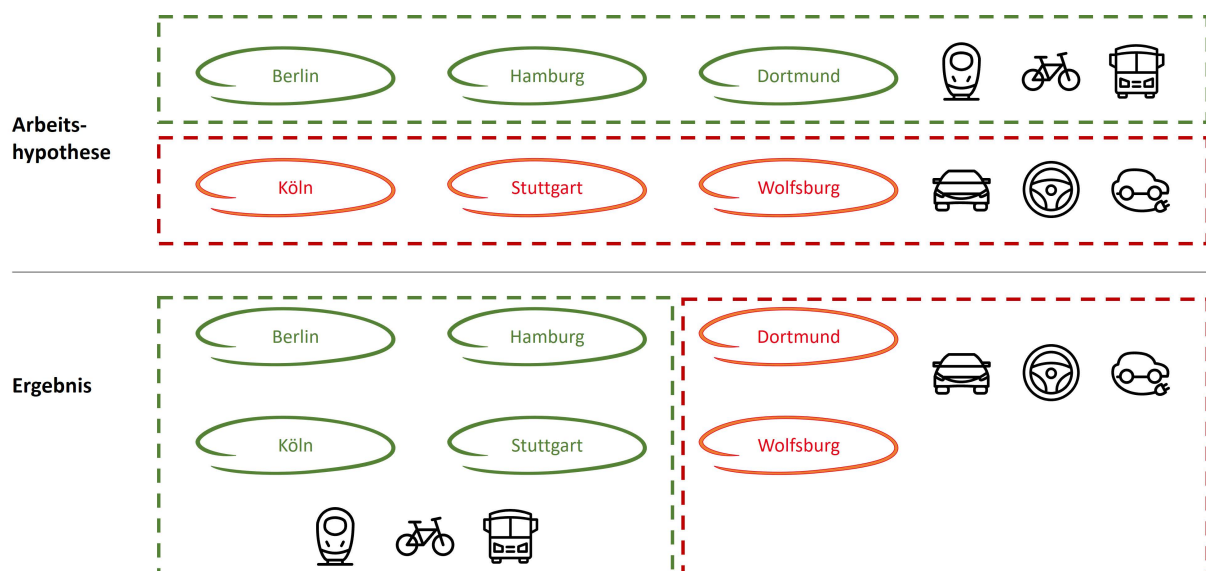 Berlin
Hamburg
Dortmund
Arbeits-
hypothese
Köln
Stuttgart
Wolfsburg
Berlin
Hamburg
Dortmund
Ergebnis
Köln
Stuttgart
Wolfsburg